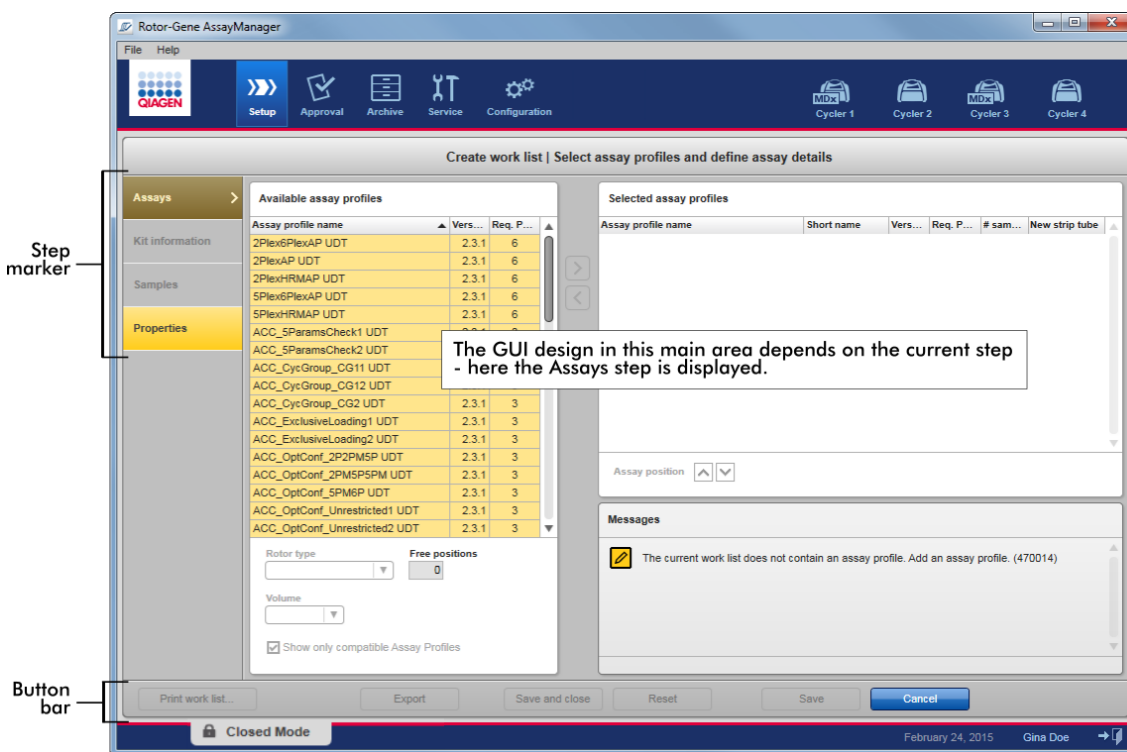 Rotor-Gene AssayManager
File Help
QIAGEN
Setup Approval Archive Service Configuration
MDx MDx
Cycler 1 Cycler 2 Cycler 3 Cycler 4
Create work list | Select assay profiles and define assay details
Step
marker
Assays
Kit information
Samples
Properties
Available assay profiles
Assay profile name Vers... Req. P...
2Plex6PlexAP UDT 2.3.1 6
2PlexAP UDT 2.3.1 6
2PlexHRMAP UDT 2.3.1 6
5Plex6PlexAP UDT 2.3.1 6
5PlexHRMAP UDT 2.3.1 6
ACC_5ParamsCheck1 UDT
ACC_5ParamsCheck2 UDT
ACC_CycGroup_CG11 UDT
ACC_CycGroup_CG12 UDT
ACC_CycGroup_CG2 UDT 2.3.1 3
ACC_ExclusiveLoading1 UDT 2.3.1 3
ACC_ExclusiveLoading2 UDT 2.3.1 3
ACC_OptConf_2P2PM5P UDT 2.3.1 3
ACC_OptConf_2PM5P5PM UDT 2.3.1 3
ACC_OptConf_5PM6P UDT 2.3.1 3
ACC_OptConf_Unrestricted1 UDT 2.3.1 3
ACC_OptConf_Unrestricted2 UDT 2.3.1 3
Rotor type Free positions
0
Volume
Show only compatible Assay Profiles
Selected assay profiles
Assay profile name Short name Vers... Req. P... # sam... New strip tube
The GUI design in this main area depends on the current step
- here the Assays step is displayed.
Assay position
Messages
The current work list does not contain an assay profile. Add an assay profile. (470014)
Button
bar
Print work list... Export Save and close Reset Save Cancel
Closed Mode
February 24, 2015 Gina Doe